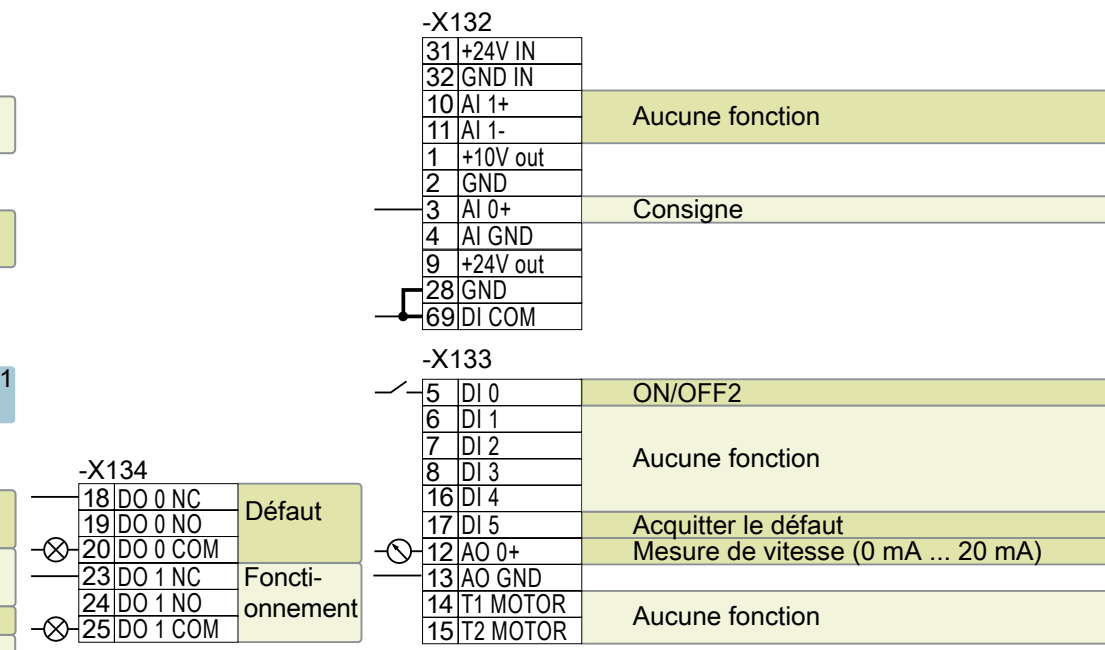 -X132
31 +24V IN
32 GND IN
10 AI 1+
11 AI 1-
Aucune fonction
1 +10V out
2 GND
3 AI 0+ Consigne
4 AI GND
9 +24V out
28 GND
69 DI COM
-X133
1
5 DI 0 ON/OFF2
6 DI 1
7 DI 2
8 DI 3
16 DI 4
Aucune fonction
17 DI 5 Acquitter le défaut
12 AO 0+ Mesure de vitesse (0 mA ... 20 mA)
13 AO GND
14 T1 MOTOR
15 T2 MOTOR
Aucune fonction
-X134
18 DO 0 NC
19 DO 0 NO
20 DO 0 COM
Défaut
23 DO 1 NC
24 DO 1 NO
25 DO 1 COM
Foncti-
onnement